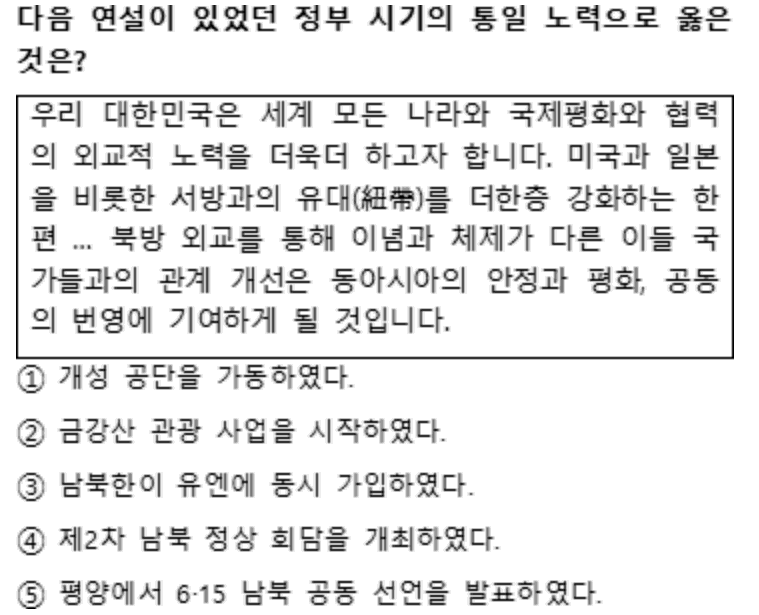 다음 연설이 있었던 정부 시기의 통일 노력으로 옳은
것은?
우리 대한민국은 세계 모든 나라와 국제평화와 협력
의 외교적 노력을 더욱더 하고자 합니다. 미국과 일본
을 비롯한 서방과의 유대(紐帶)를 더한층 강화하는 한
편 ... 북방 외교를 통해 이념과 체제가 다른 이들 국
가들과의 관계 개선은 동아시아의 안정과 평화, 공동
의 번영에 기여하게 될 것입니다.
① 개성 공단을 가동하였다.
② 금강산 관광 사업을 시작하였다.
③ 남북한이 유엔에 동시 가입하였다.
④ 제2차 남북 정상 회담을 개최하였다.
⑤ 평양에서 6·15 남북 공동 선언을 발표하였다.